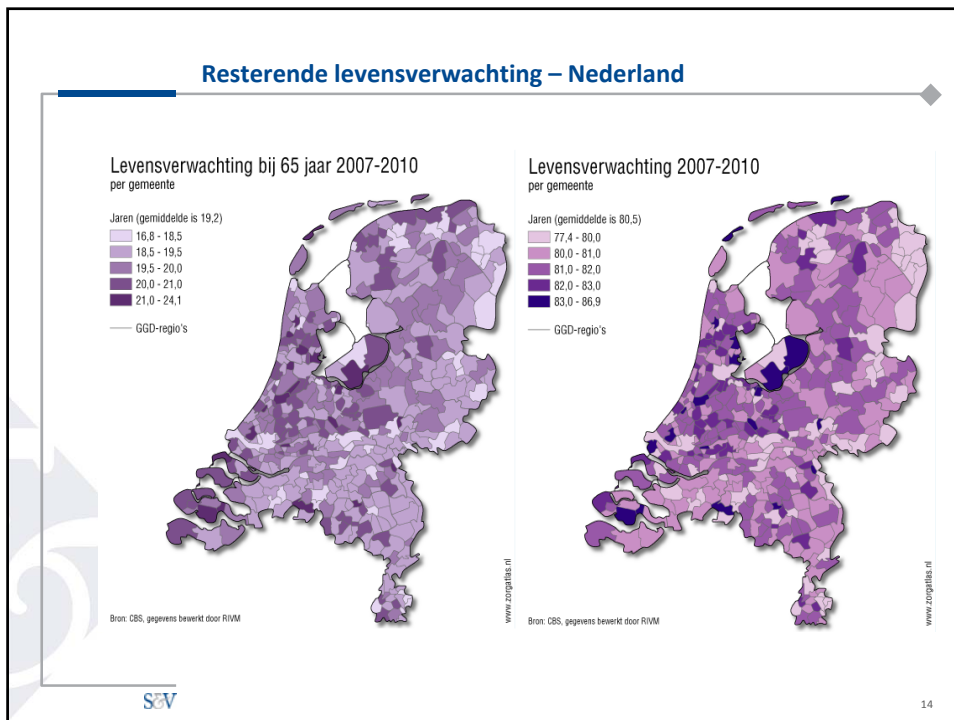 Resterende levensverwachting – Nederland
Levensverwachting bij 65 jaar 2007-2010
per gemeente
Jaren (gemiddelde is 19,2)
16,8 - 18,5
18,5 - 19,5
19,5 - 20,0
20,0 - 21,0
21,0 - 24,1
GGD-regio's
www.zorgatlas.nl
Bron: CBS, gegevens bewerkt door RIVM
Levensverwachting 2007-2010
per gemeente
Jaren (gemiddelde is 80,5)
77,4 - 80,0
80,0 - 81,0
81,0 - 82,0
82,0 - 83,0
83,0 - 86,9
GGD-regio's
www.zorgatlas.nl
Bron: CBS, gegevens bewerkt door RIVM
S&V
14